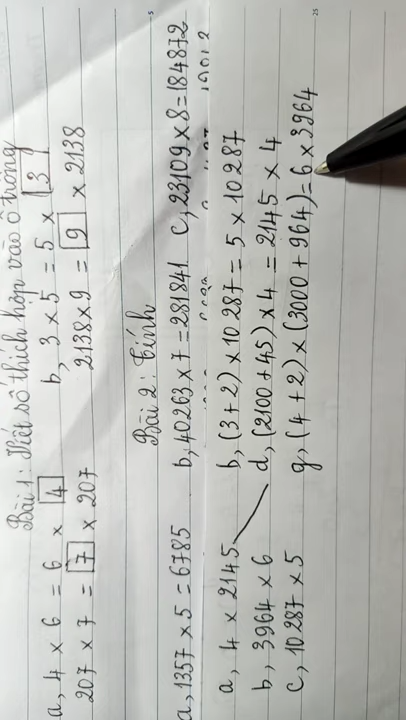 Bài 1: Viết số thích hợp vào ô trống
a, 4 x 6 = 6 x 4 b, 3 x 5 = 5 x 3
207 x 7 = 7 x 207 2138 x 9 = 9 x 2138
Bài 2: Tính
a, 1357 x 5 = 6785 b, 40263 x 7 = 281841 c, 23109 x 8 = 184872
a, 4 x 2145 b, (3+2) x 10287 = 5 x 10287
b, 3964 x 6 d, (2100+45) x 4 = 2145 x 4
c, 10287 x 5 g, (4+2) x (3000+964) = 6 x 3964